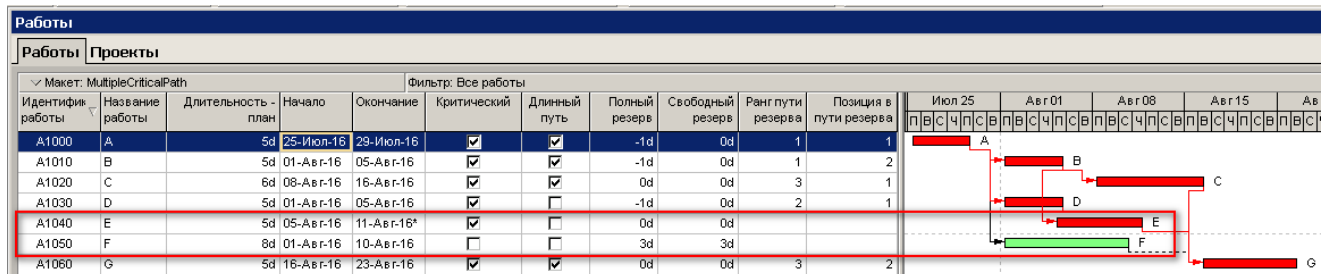 Работы
Работы Проекты
Макет: MultipleCriticalPath Фильтр: Все работы
Идентифик Название Длительность - Начало Окончание Критический Длинный Полный Свободный Ранг пути Позиция в Июл 25 Авг 01 Авг 08 Авг 15 Ав
работы работы план путь резерв резерв резерва пути резерва П В С Ч П С В П В С Ч П С В П В С Ч П С В П В С Ч П С В П В С
A1000 A 5d 25-Июл-16 29-Июл-16 -1d 0d 1 1 A
A1010 B 5d 01-Авг-16 05-Авг-16 -1d 0d 1 2 B
A1020 C 6d 08-Авг-16 16-Авг-16 0d 0d 3 1 C
A1030 D 5d 01-Авг-16 05-Авг-16 -1d 0d 2 1 D
A1040 E 5d 05-Авг-16 11-Авг-16* 0d 0d E
A1050 F 8d 01-Авг-16 10-Авг-16 3d 3d F
A1060 G 5d 16-Авг-16 23-Авг-16 0d 0d 3 2 G